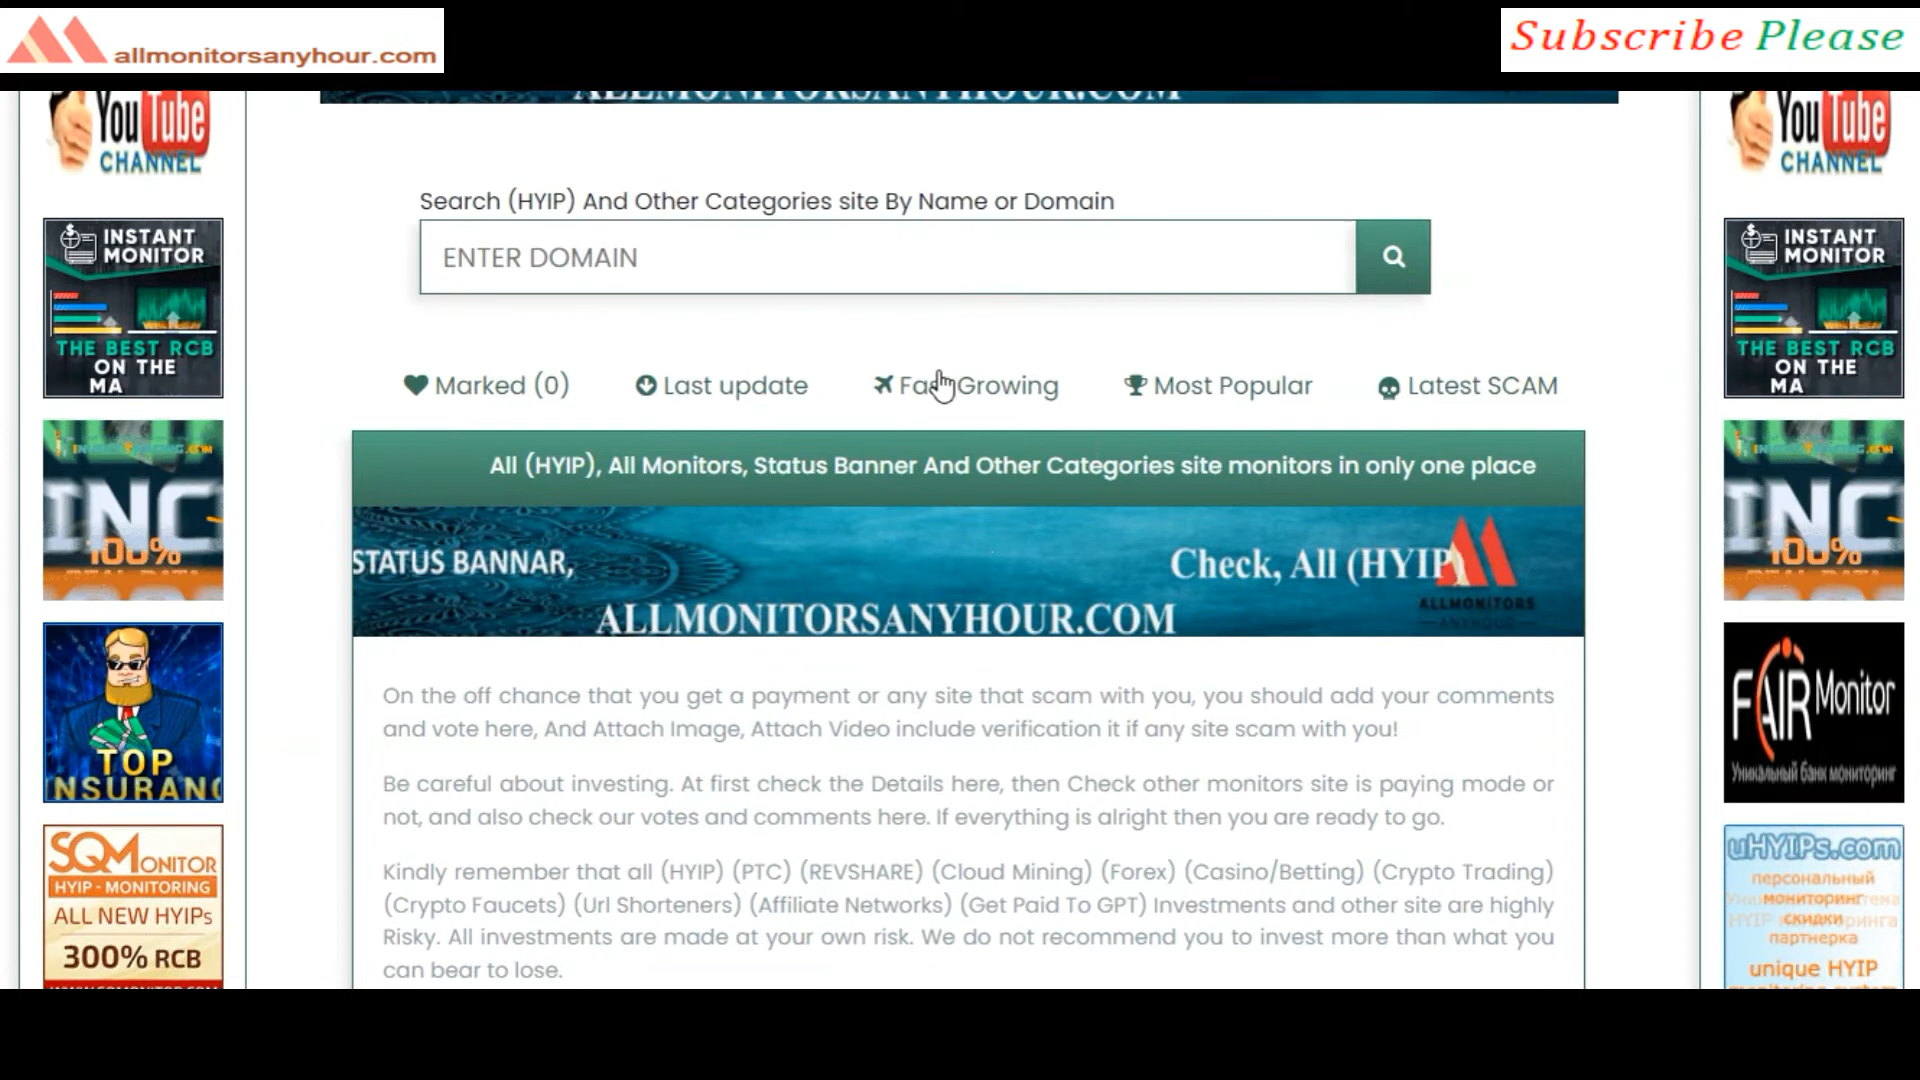 allmonitorsanyhour.com
Subscribe Please
ALLMONITORSANYHOUR.COM
YouTube
CHANNEL
YouTube
CHANNEL
Search (HYIP) And Other Categories site By Name or Domain
ENTER DOMAIN
INSTANT
MONITOR
THE BEST RCB
ON THE
MA
INSTANT
MONITOR
THE BEST RCB
ON THE
MA
Marked (0)
Last update
Growing
Most Popular
Latest SCAM
All (HYIP), All Monitors, Status Banner And Other Categories site monitors in only one place
STATUS BANNAR,
Check, All (HYIP)
ALLMONITORS
ANYHOUR
ALLMONITORSANYHOUR.COM
INC
100%
INC
100%
On the off chance that you get a payment or any site that scam with you, you should add your comments
and vote here, And Attach Image, Attach Video include verification it if any site scam with you!
Be careful about investing. At first check the Details here, then Check other monitors site is paying mode or
not, and also check our votes and comments here. If everything is alright then you are ready to go.
Kindly remember that all (HYIP) (PTC) (REVSHARE) (Cloud Mining) (Forex) (Casino/Betting) (Crypto Trading)
(Crypto Faucets) (Url Shorteners) (Affiliate Networks) (Get Paid To GPT) Investments and other site are highly
Risky. All investments are made at your own risk. We do not recommend you to invest more than what you
can bear to lose.
TOP
INSURANC
SQMONITOR
HYIP - MONITORING
ALL NEW HYIPs
300% RCB
WWW.SQMONITOR.COM
FAIR Monitor
Уникальный банк мониторинг
uHYIPs.com
персональный
мониторинг
скидки
партнерка
unique HYIP